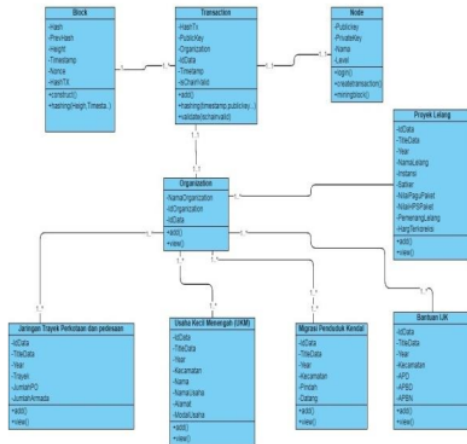 Block
-Hash
-PrevHash
-Height
-Timestamp
-Nonce
-HashTX
+construct()
+hashing(Heigh,Timesta..)
Transaction
-HashTx
-PublicKey
-Organization
-IdData
-Timetamp
-isChainValid
+add()
+hashing(timestamp,publickey...)
+validate(ischainvalid)
Node
-Publickey
-PrivateKey
-Nama
-Level
+login()
+createtransaction()
+miningblock()
Proyek Lelang
-IdData
-TitleData
-Year
-NamaLelang
-Instansi
-Satker
-NilaiPaguPaket
-NilaiHPSPaket
-PemenangLelang
-HargTerkoreksi
+add()
+view()
Organization
-NamaOrganization
-IdOrganization
-IdData
+add()
+view()
Jaringan Trayek Perkotaan dan pedesaan
-IdData
-TitleData
-Year
-Trayek
-JumlahPO
-JumlahArmada
+add()
+view()
Usaha Kecil Menengah (UKM)
-IdData
-TitleData
-Year
-Kecamatan
-Nama
-NamaUsaha
-Alamat
-ModalUsaha
+add()
+view()
Migrasi Penduduk Kendal
-IdData
-TitleData
-Year
-Kecamatan
-Pindah
-Datang
+add()
+view()
-IdData
-TitleData
-Year
-Kecamatan
-APD
-APBD
-APBN
+add()
+view()